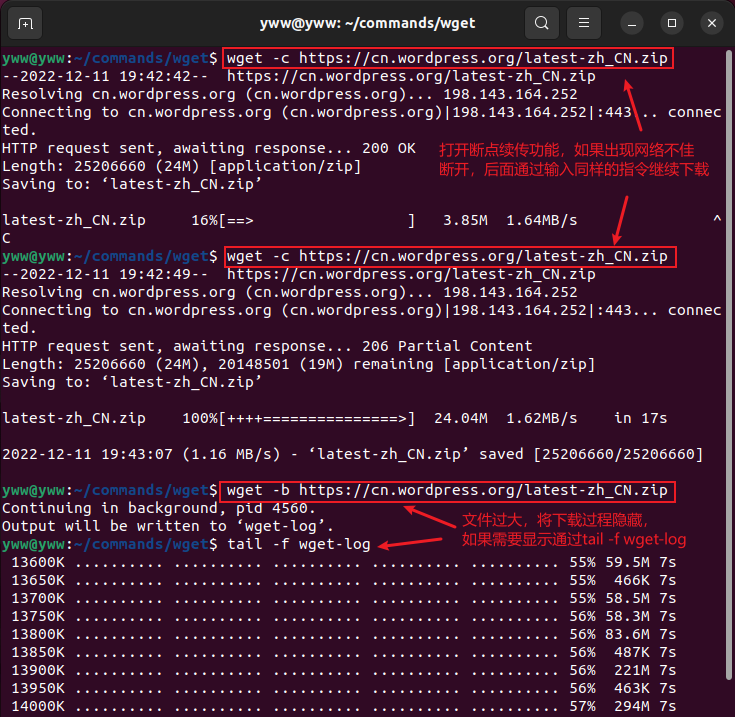 yww@yww: ~/commands/wget
yww@yww:~/commands/wget$ wget -c https://cn.wordpress.org/latest-zh_CN.zip
--2022-12-11 19:42:42--  https://cn.wordpress.org/latest-zh_CN.zip
Resolving cn.wordpress.org (cn.wordpress.org)... 198.143.164.252
Connecting to cn.wordpress.org (cn.wordpress.org)|198.143.164.252|:443... connec
ted.
HTTP request sent, awaiting response... 200 OK
打开断点续传功能，如果出现网络不佳
Length: 25206660 (24M) [application/zip]
断开，后面通过输入同样的指令继续下载
Saving to: ‘latest-zh_CN.zip’
latest-zh_CN.zip     16%[==>                 ]   3.85M  1.64MB/s               ^
C
yww@yww:~/commands/wget$ wget -c https://cn.wordpress.org/latest-zh_CN.zip
--2022-12-11 19:42:49--  https://cn.wordpress.org/latest-zh_CN.zip
Resolving cn.wordpress.org (cn.wordpress.org)... 198.143.164.252
Connecting to cn.wordpress.org (cn.wordpress.org)|198.143.164.252|:443... connec
ted.
HTTP request sent, awaiting response... 206 Partial Content
Length: 25206660 (24M), 20148501 (19M) remaining [application/zip]
Saving to: ‘latest-zh_CN.zip’
latest-zh_CN.zip    100%[++++===============>]  24.04M  1.62MB/s    in 17s
2022-12-11 19:43:07 (1.16 MB/s) - ‘latest-zh_CN.zip’ saved [25206660/25206660]
yww@yww:~/commands/wget$ wget -b https://cn.wordpress.org/latest-zh_CN.zip
Continuing in background, pid 4560.
文件过大，将下载过程隐藏，
Output will be written to ‘wget-log’.
如果需要显示通过tail -f wget-log
yww@yww:~/commands/wget$ tail -f wget-log
13600K .......... .......... .......... .......... .......... 55% 59.5M 7s
13650K .......... .......... .......... .......... .......... 55%  466K 7s
13700K .......... .......... .......... .......... .......... 55% 58.5M 7s
13750K .......... .......... .......... .......... .......... 56% 58.3M 7s
13800K .......... .......... .......... .......... .......... 56% 83.6M 7s
13850K .......... .......... .......... .......... .......... 56%  487K 7s
13900K .......... .......... .......... .......... .......... 56%  221M 7s
13950K .......... .......... .......... .......... .......... 56%  463K 7s
14000K .......... .......... .......... .......... .......... 57%  294M 7s